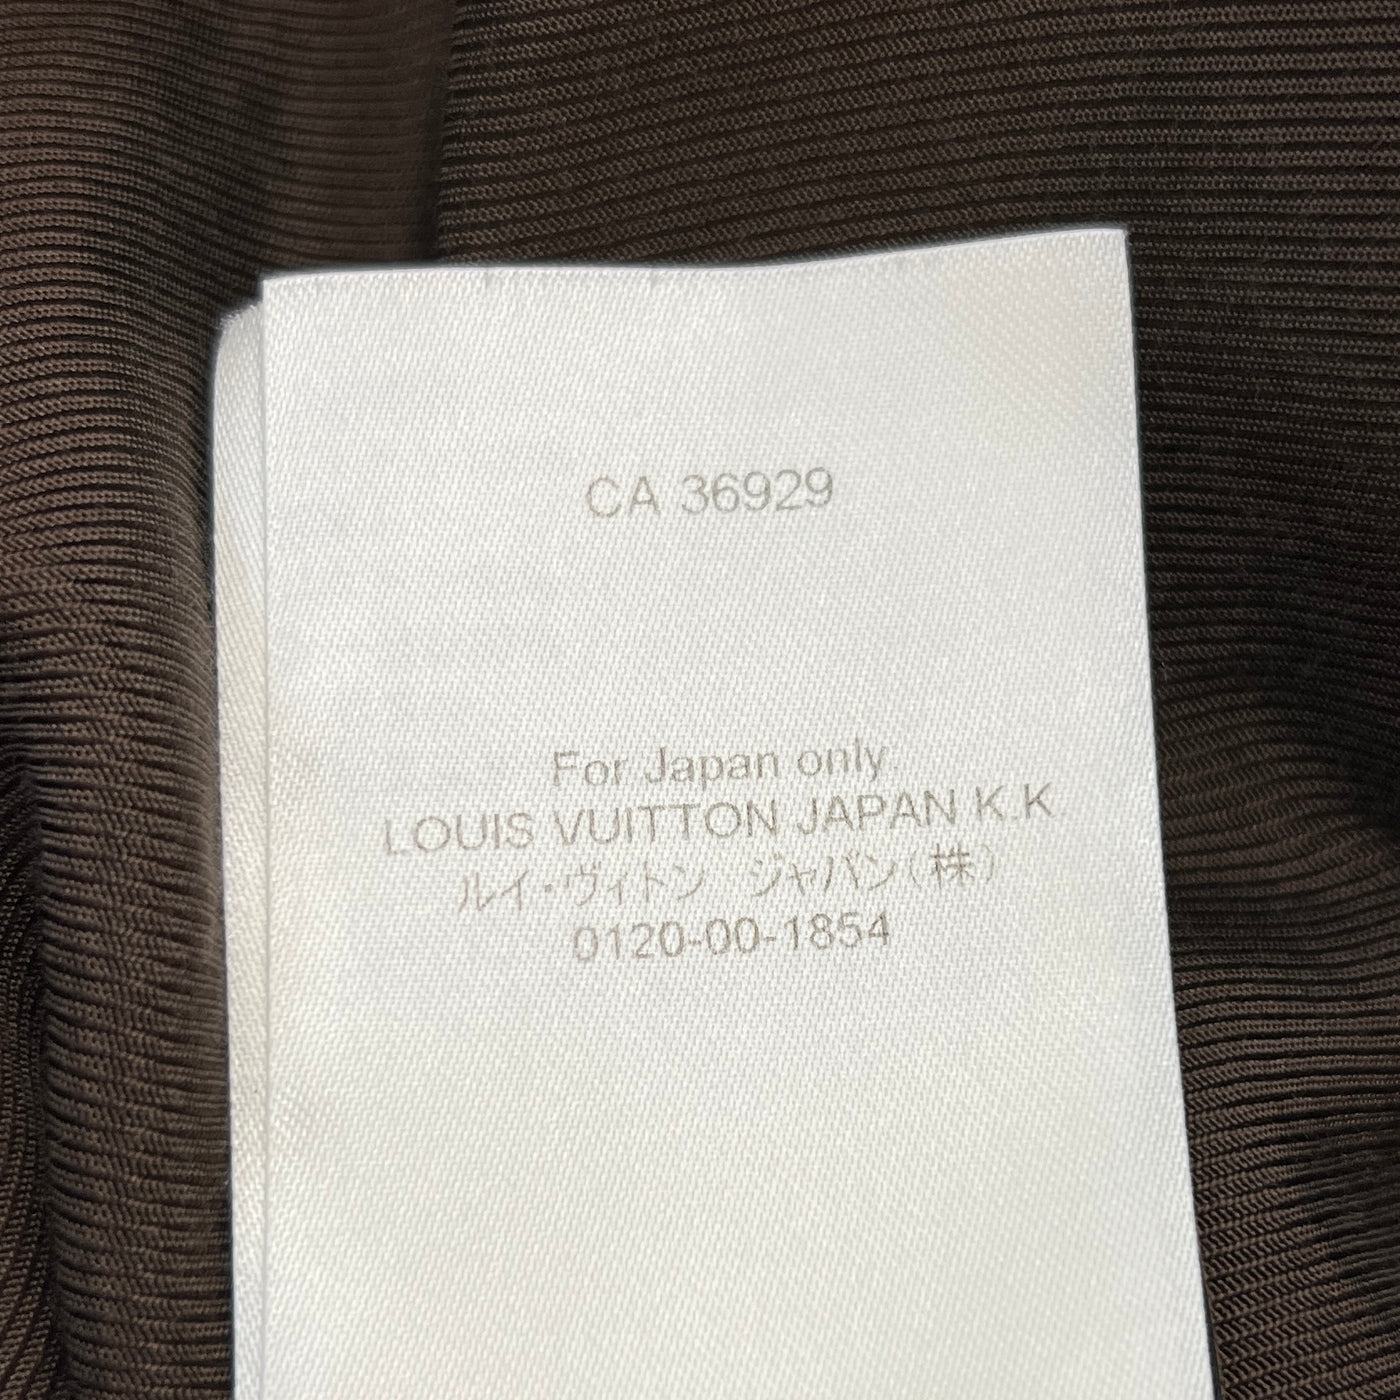 CA 36929
For Japan only.
LOUIS VUITTON JAPAN K.K
ルイ・ヴィトン　ジャパン(株)
0120-00-1854